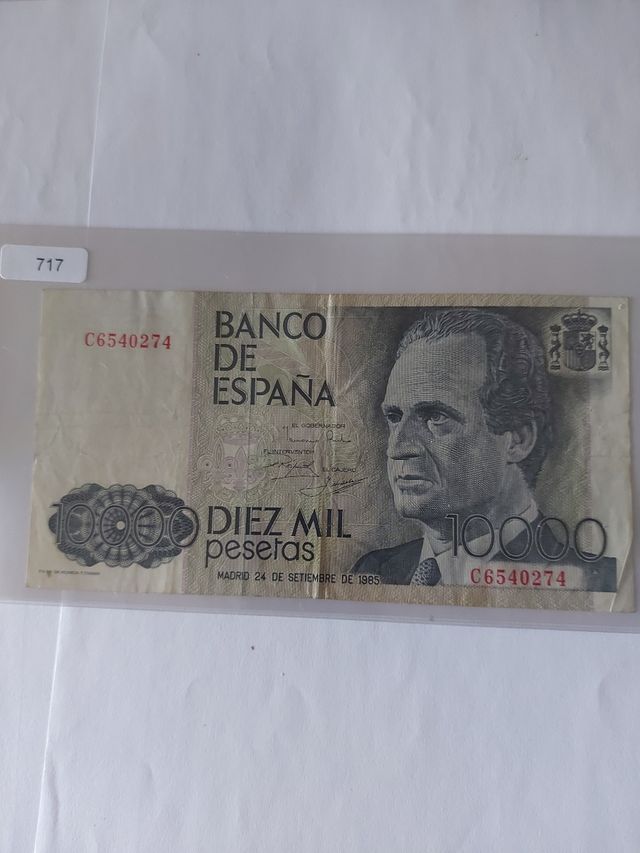 717
C6540274
BANCO
DE
ESPAÑA
EL GOBERNADOR
EL INTERVENTOR
EL CAJERO
10000
DIEZ MIL
pesetas
10000
MADRID 24 DE SETIEMBRE DE 1985
C6540274